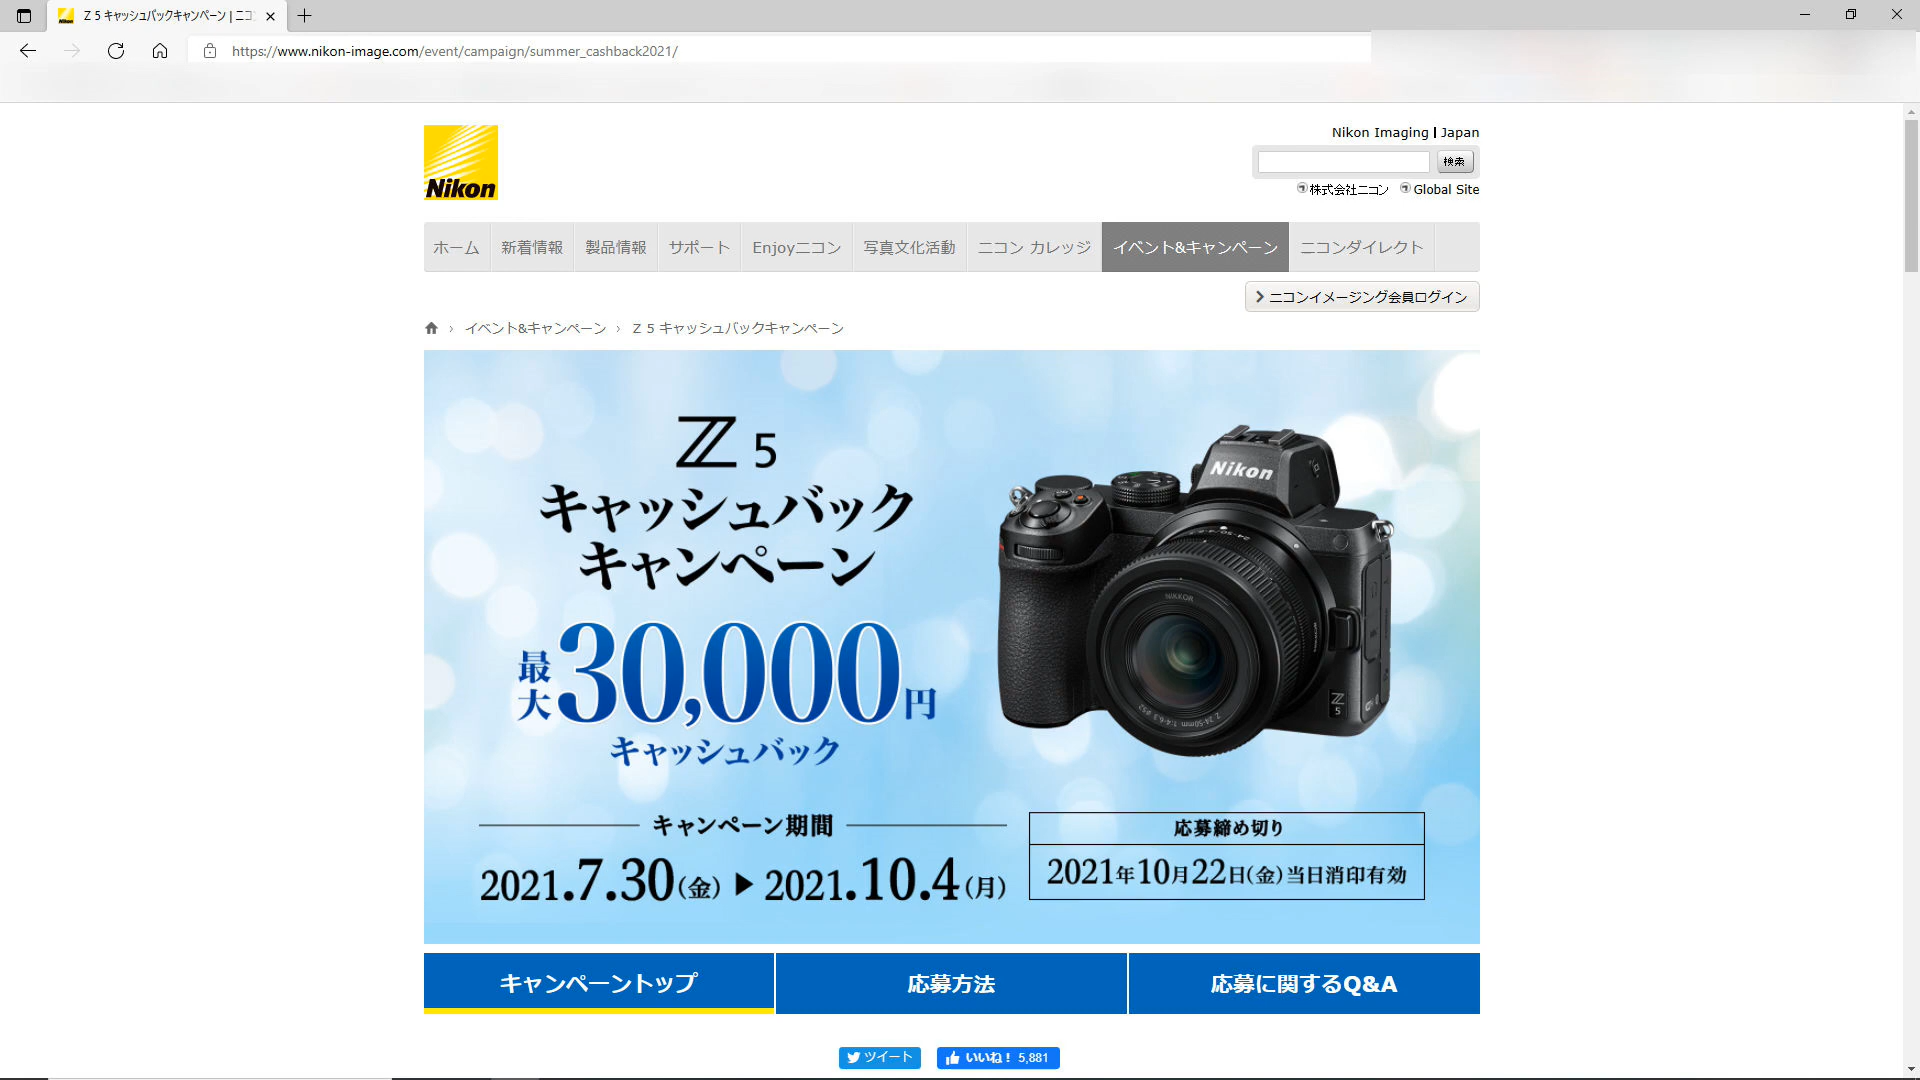 Z 5 キャッシュバックキャンペーン | ニコ
https://www.nikon-image.com/event/campaign/summer_cashback2021/
Nikon
Nikon Imaging | Japan
検索
株式会社ニコン Global Site
ホーム 新着情報 製品情報 サポート Enjoyニコン 写真文化活動 ニコン カレッジ イベント&キャンペーン ニコンダイレクト
ニコンイメージング会員ログイン
イベント&キャンペーン › Z 5 キャッシュバックキャンペーン
Z 5
キャッシュバック
キャンペーン
最大30,000円
キャッシュバック
Nikon
NIKKOR
Z 24-50mm 1:4-6.3 ø52
Z 5
キャンペーン期間
2021.7.30(金) ▶ 2021.10.4(月)
応募締め切り
2021年10月22日(金)当日消印有効
キャンペーントップ 応募方法 応募に関するQ&A
ツイート いいね！ 5,881